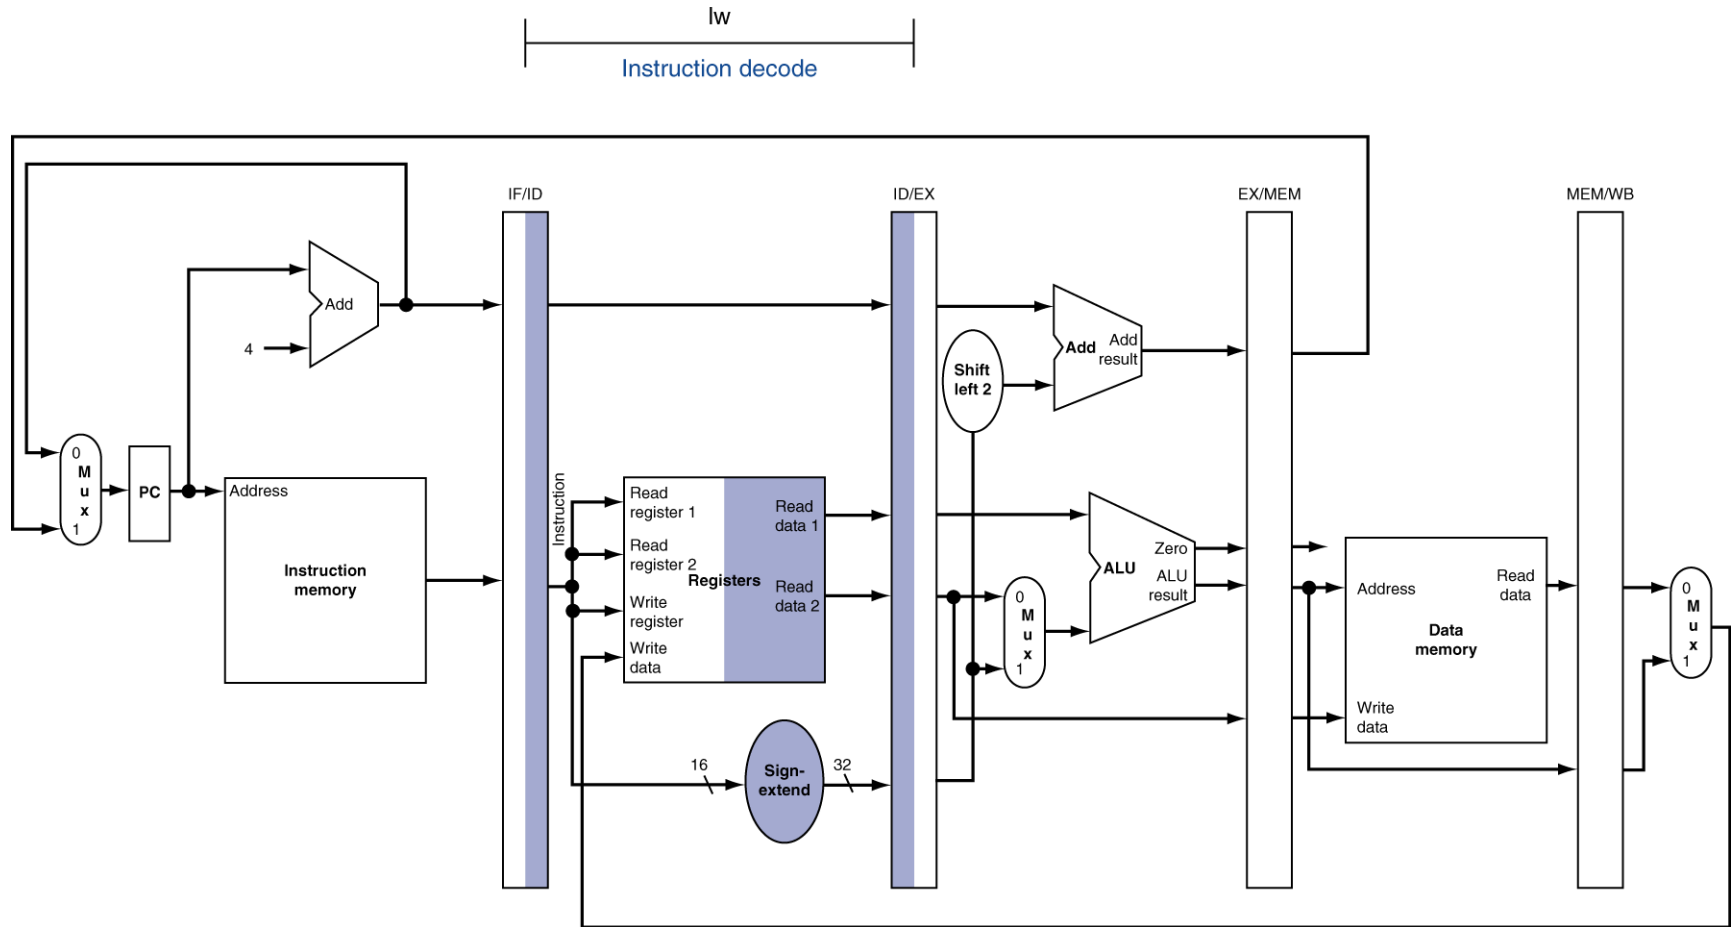 lw
Instruction decode
IF/ID
ID/EX
EX/MEM
MEM/WB
Add
4
Add
Add
result
Shift
left 2
0
M
u
x
1
PC
Address
Instruction
memory
Instruction
Read
register 1
Read
register 2
Write
register
Write
data
Registers
Read
data 1
Read
data 2
16
Sign-
extend
32
0
M
u
x
1
ALU
Zero
ALU
result
Address
Read
data
Data
memory
Write
data
0
M
u
x
1